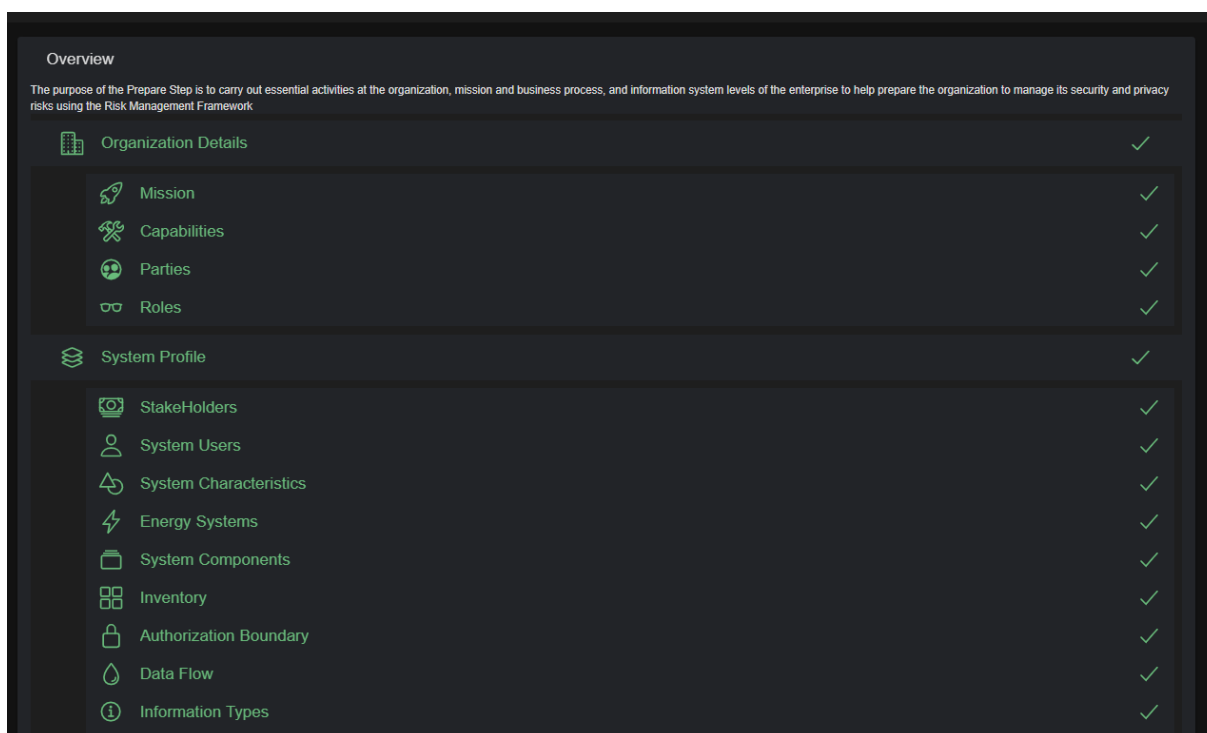 Overview
The purpose of the Prepare Step is to carry out essential activities at the organization, mission and business process, and information system levels of the enterprise to help prepare the organization to manage its security and privacy
risks using the Risk Management Framework
Organization Details
Mission
Capabilities
Parties
Roles
System Profile
StakeHolders
System Users
System Characteristics
Energy Systems
System Components
Inventory
Authorization Boundary
Data Flow
Information Types